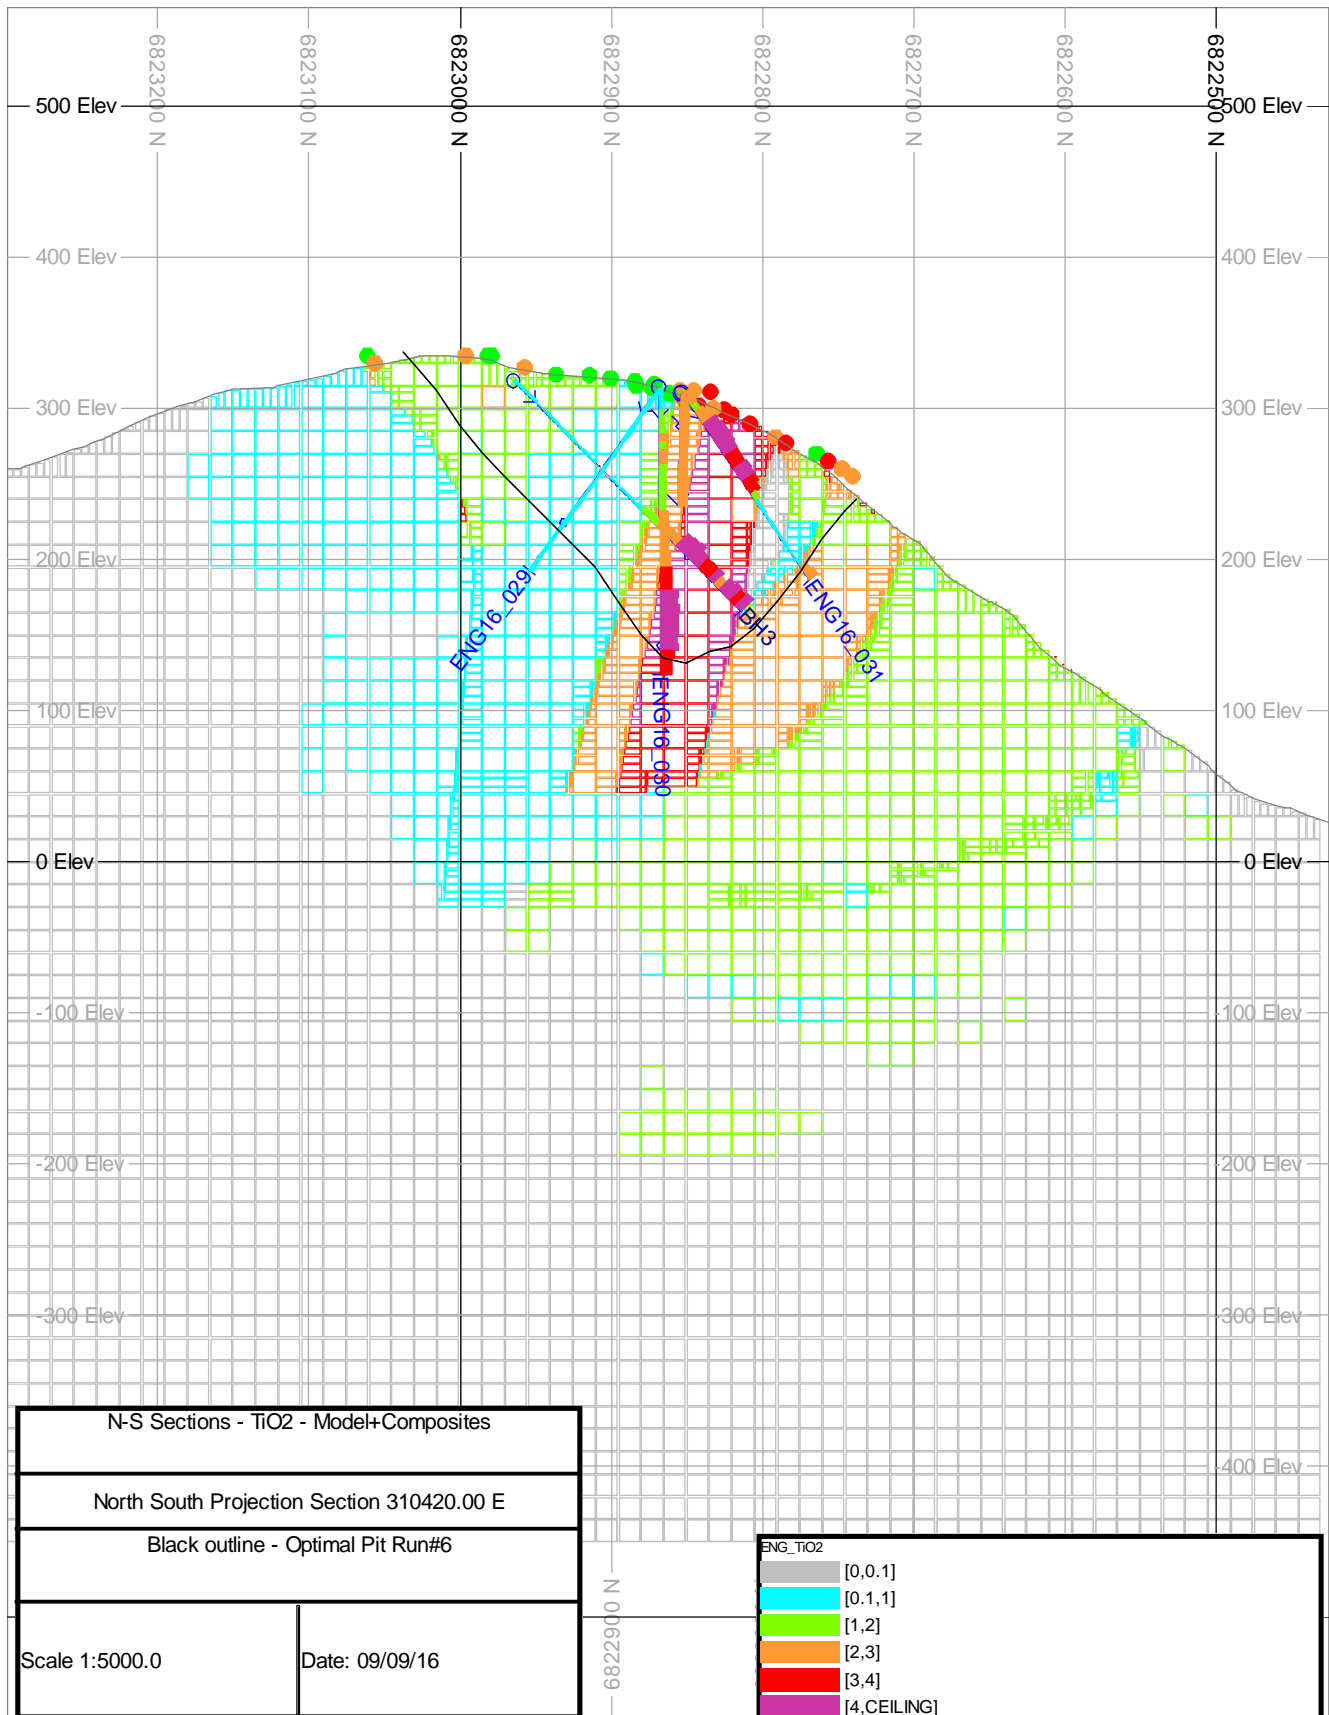 6823200 N
6823100 N
6823000 N
6822900 N
6822800 N
6822700 N
6822600 N
6822500 N
500 Elev
500 Elev
400 Elev
400 Elev
300 Elev
300 Elev
200 Elev
200 Elev
ENG16_029
BH3
ENG16_031
ENG16_030
100 Elev
100 Elev
0 Elev
0 Elev
-100 Elev
-100 Elev
-200 Elev
-200 Elev
-300 Elev
-300 Elev
-400 Elev
N-S Sections - TiO2 - Model+Composites
North South Projection Section 310420.00 E
Black outline - Optimal Pit Run#6
Scale 1:5000.0
Date: 09/09/16
6822900 N
ENG_TiO2
[0,0.1]
[0.1,1]
[1,2]
[2,3]
[3,4]
[4,CEILING]